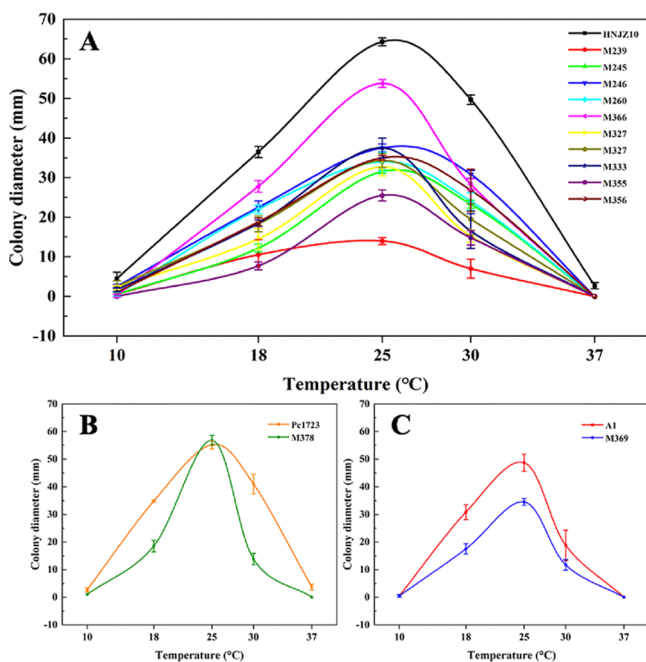 A
Colony diameter (mm)
70
60
50
40
30
20
10
0
-10
10
18
25
30
37
Temperature (°C)
HNJZ10
M239
M245
M246
M260
M366
M327
M327
M333
M355
M356
B
Colony diameter (mm)
70
60
50
40
30
20
10
0
-10
10
18
25
30
37
Temperature (°C)
Pc1723
M378
C
Colony diameter (mm)
70
60
50
40
30
20
10
0
-10
10
18
25
30
37
Temperature (°C)
A1
M369